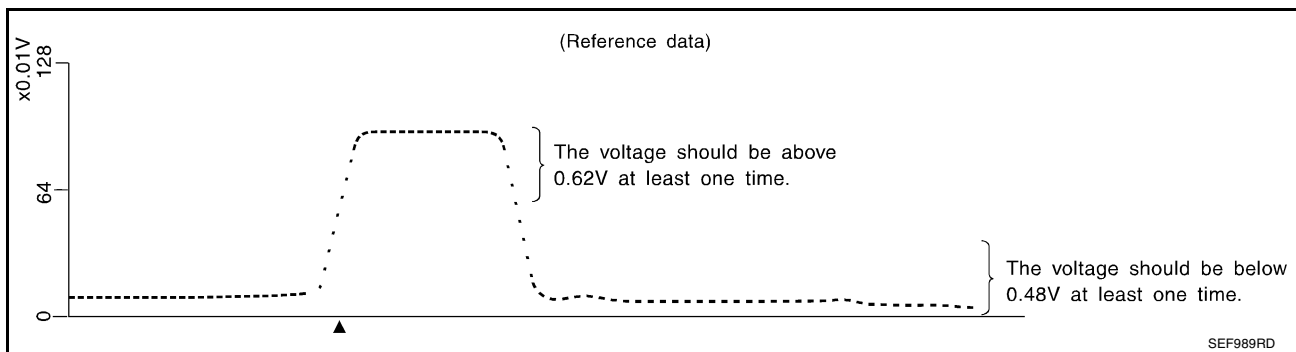 (Reference data)
x0.01V
128
64
0
The voltage should be above
0.62V at least one time.
The voltage should be below
0.48V at least one time.
SEF989RD